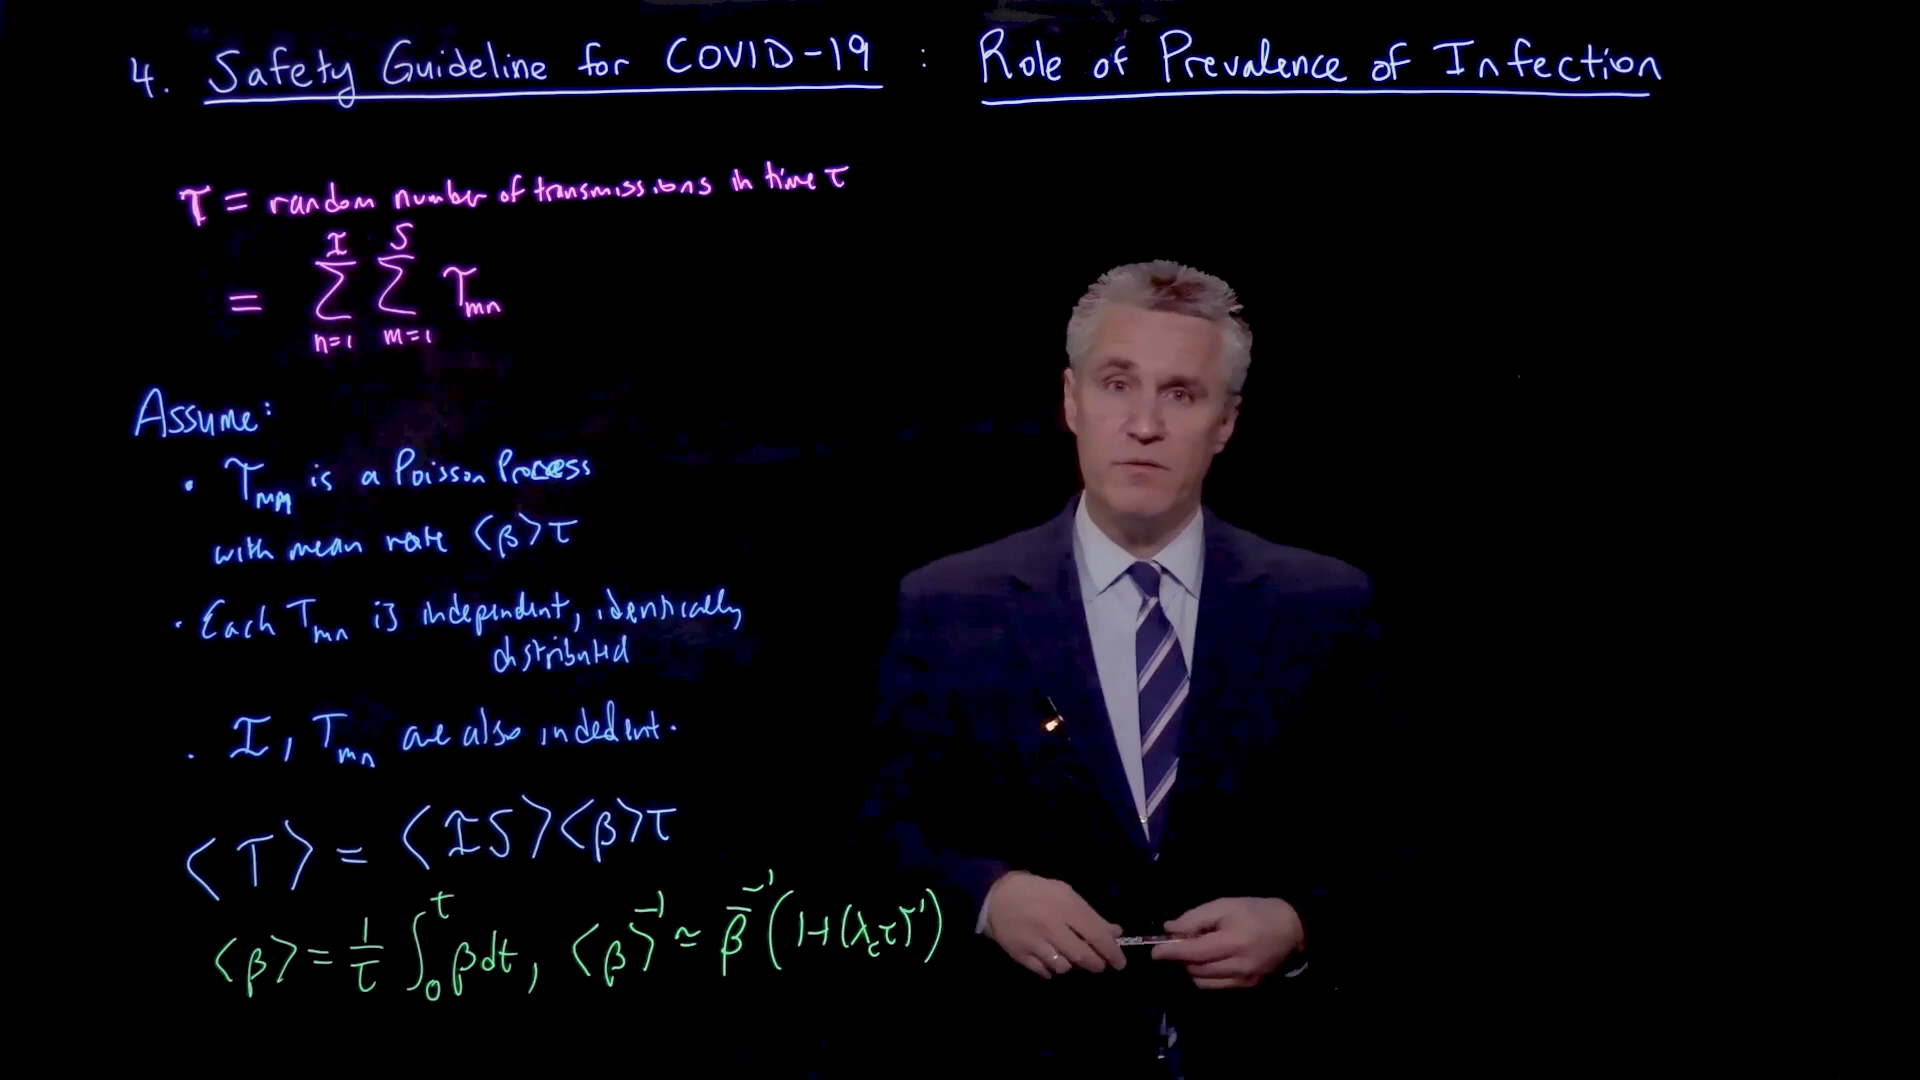 4. Safety Guideline for COVID-19 : Role of Prevalence of Infection
T = random number of transmissions in time τ
= Σ_{n=1}^{I} Σ_{m=1}^{S} T_mn
Assume:
• T_mn is a Poisson Process
with mean rate ⟨β⟩τ
• Each T_mn is independent, identically
distributed
• I, T_mn are also indedent.
⟨T⟩ = ⟨IS⟩⟨β⟩τ
⟨β⟩ = 1/τ ∫_0^τ β dt, ⟨β⟩^-1 ≃ β̄^-1 (1+(λ_c τ)^-1)